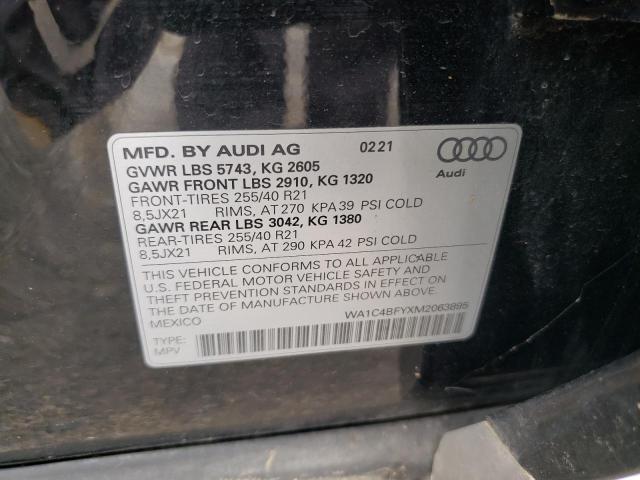 MFD. BY AUDI AG 02 21
GVWR LBS 5743, KG 2605
GAWR FRONT LBS 2910, KG 1320
FRONT-TIRES 255/40 R21
8,5JX21 RIMS, AT 270 KPA 39 PSI COLD
GAWR REAR LBS 3042, KG 1380
REAR-TIRES 255/40 R21
8,5JX21 RIMS, AT 290 KPA 42 PSI COLD
Audi
THIS VEHICLE CONFORMS TO ALL APPLICABLE
U.S. FEDERAL MOTOR VEHICLE SAFETY AND
THEFT PREVENTION STANDARDS IN EFFECT ON
THE DATE OF MANUFACTURE SHOWN ABOVE.
MEXICO WA1C4BFYXM2063895
TYPE:
MPV